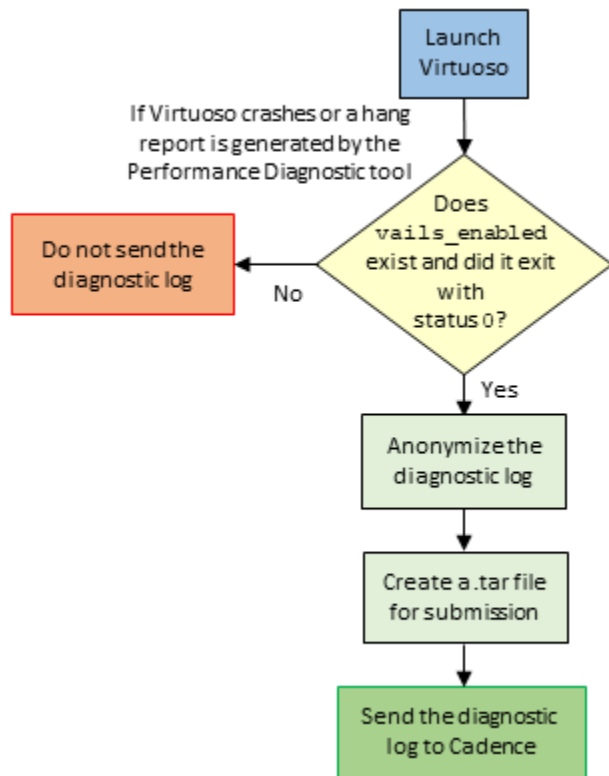 Launch
Virtuoso
If Virtuoso crashes or a hang
report is generated by the
Performance Diagnostic tool
Does
vails_enabled
exist and did it exit
with
status 0?
Do not send the
diagnostic log
No
Yes
Anonymize the
diagnostic log
Create a .tar file
for submission
Send the diagnostic
log to Cadence